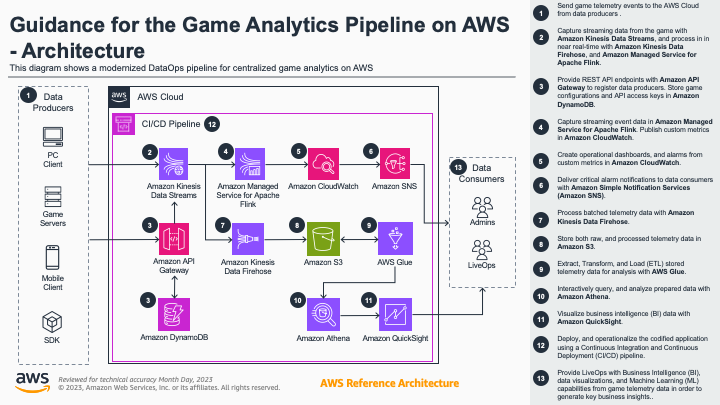 Guidance for the Game Analytics Pipeline on AWS
- Architecture
This diagram shows a modernized DataOps pipeline for centralized game analytics on AWS
1
Data
Producers
PC
Client
Game
Servers
Mobile
Client
SDK
aws
AWS Cloud
CI/CD Pipeline
12
2
Amazon Kinesis
Data Streams
4
Amazon Managed
Service for Apache
Flink
5
Amazon CloudWatch
6
Amazon SNS
3
Amazon API
Gateway
7
Amazon Kinesis
Data Firehose
8
Amazon S3
9
AWS Glue
3
Amazon DynamoDB
10
Amazon Athena
11
Amazon QuickSight
13
Data
Consumers
Admins
LiveOps
aws
Reviewed for technical accuracy Month Day, 2023
© 2023, Amazon Web Services, Inc. or its affiliates. All rights reserved.
AWS Reference Architecture
1
Send game telemetry events to the AWS Cloud
from data producers .
2
Capture streaming data from the game with
Amazon Kinesis Data Streams, and process in in
near real-time with Amazon Kinesis Data
Firehose, and Amazon Managed Service for
Apache Flink.
3
Provide REST API endpoints with Amazon API
Gateway to register data producers. Store game
configurations and API access keys in Amazon
DynamoDB.
4
Capture streaming event data in Amazon Managed
Service for Apache Flink. Publish custom metrics
in Amazon CloudWatch.
5
Create operational dashboards, and alarms from
custom metrics in Amazon CloudWatch.
6
Deliver critical alarm notifications to data consumers
with Amazon Simple Notification Services
(Amazon SNS).
7
Process batched telemetry data with Amazon
Kinesis Data Firehose.
8
Store both raw, and processed telemetry data in
Amazon S3.
9
Extract, Transform, and Load (ETL) stored
telemetry data for analysis with AWS Glue.
10
Interactively query, and analyze prepared data with
Amazon Athena.
11
Visualize business intelligence (BI) data with
Amazon QuickSight.
12
Deploy, and operationalize the codified application
using a Continuous Integration and Continuous
Deployment (CI/CD) pipeline.
13
Provide LiveOps with Business Intelligence (BI),
data visualizations, and Machine Learning (ML)
capabilities from game telemetry data in order to
generate key business insights..